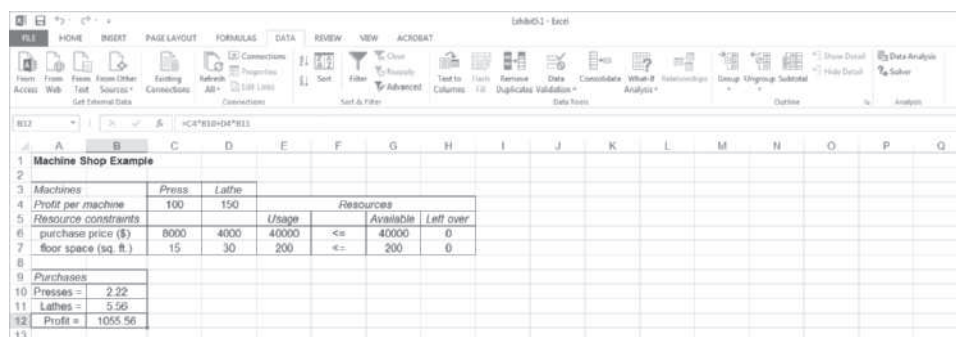 Exhibit5.1 - Excel
FILE HOME INSERT PAGE LAYOUT FORMULAS DATA REVIEW VIEW ACROBAT
From Access From Web From Text From Other Sources Existing Connections Refresh All Connections Properties Edit Links Sort Filter Clear Reapply Advanced Text to Columns Flash Fill Remove Duplicates Data Validation Consolidate What-If Analysis Relationships Group Ungroup Subtotal Show Detail Hide Detail Data Analysis Solver
Get External Data Connections Sort & Filter Data Tools Outline Analysis
B12 fx =C4*B10+D4*B11
A B C D E F G H I J K L M N O P Q
1 Machine Shop Example
2
3 Machines Press Lathe
4 Profit per machine 100 150 Resources
5 Resource constraints Usage Available Left over
6 purchase price ($) 8000 4000 40000 <= 40000 0
7 floor space (sq. ft.) 15 30 200 <= 200 0
8
9 Purchases
10 Presses = 2.22
11 Lathes = 5.56
12 Profit = 1055.56
13